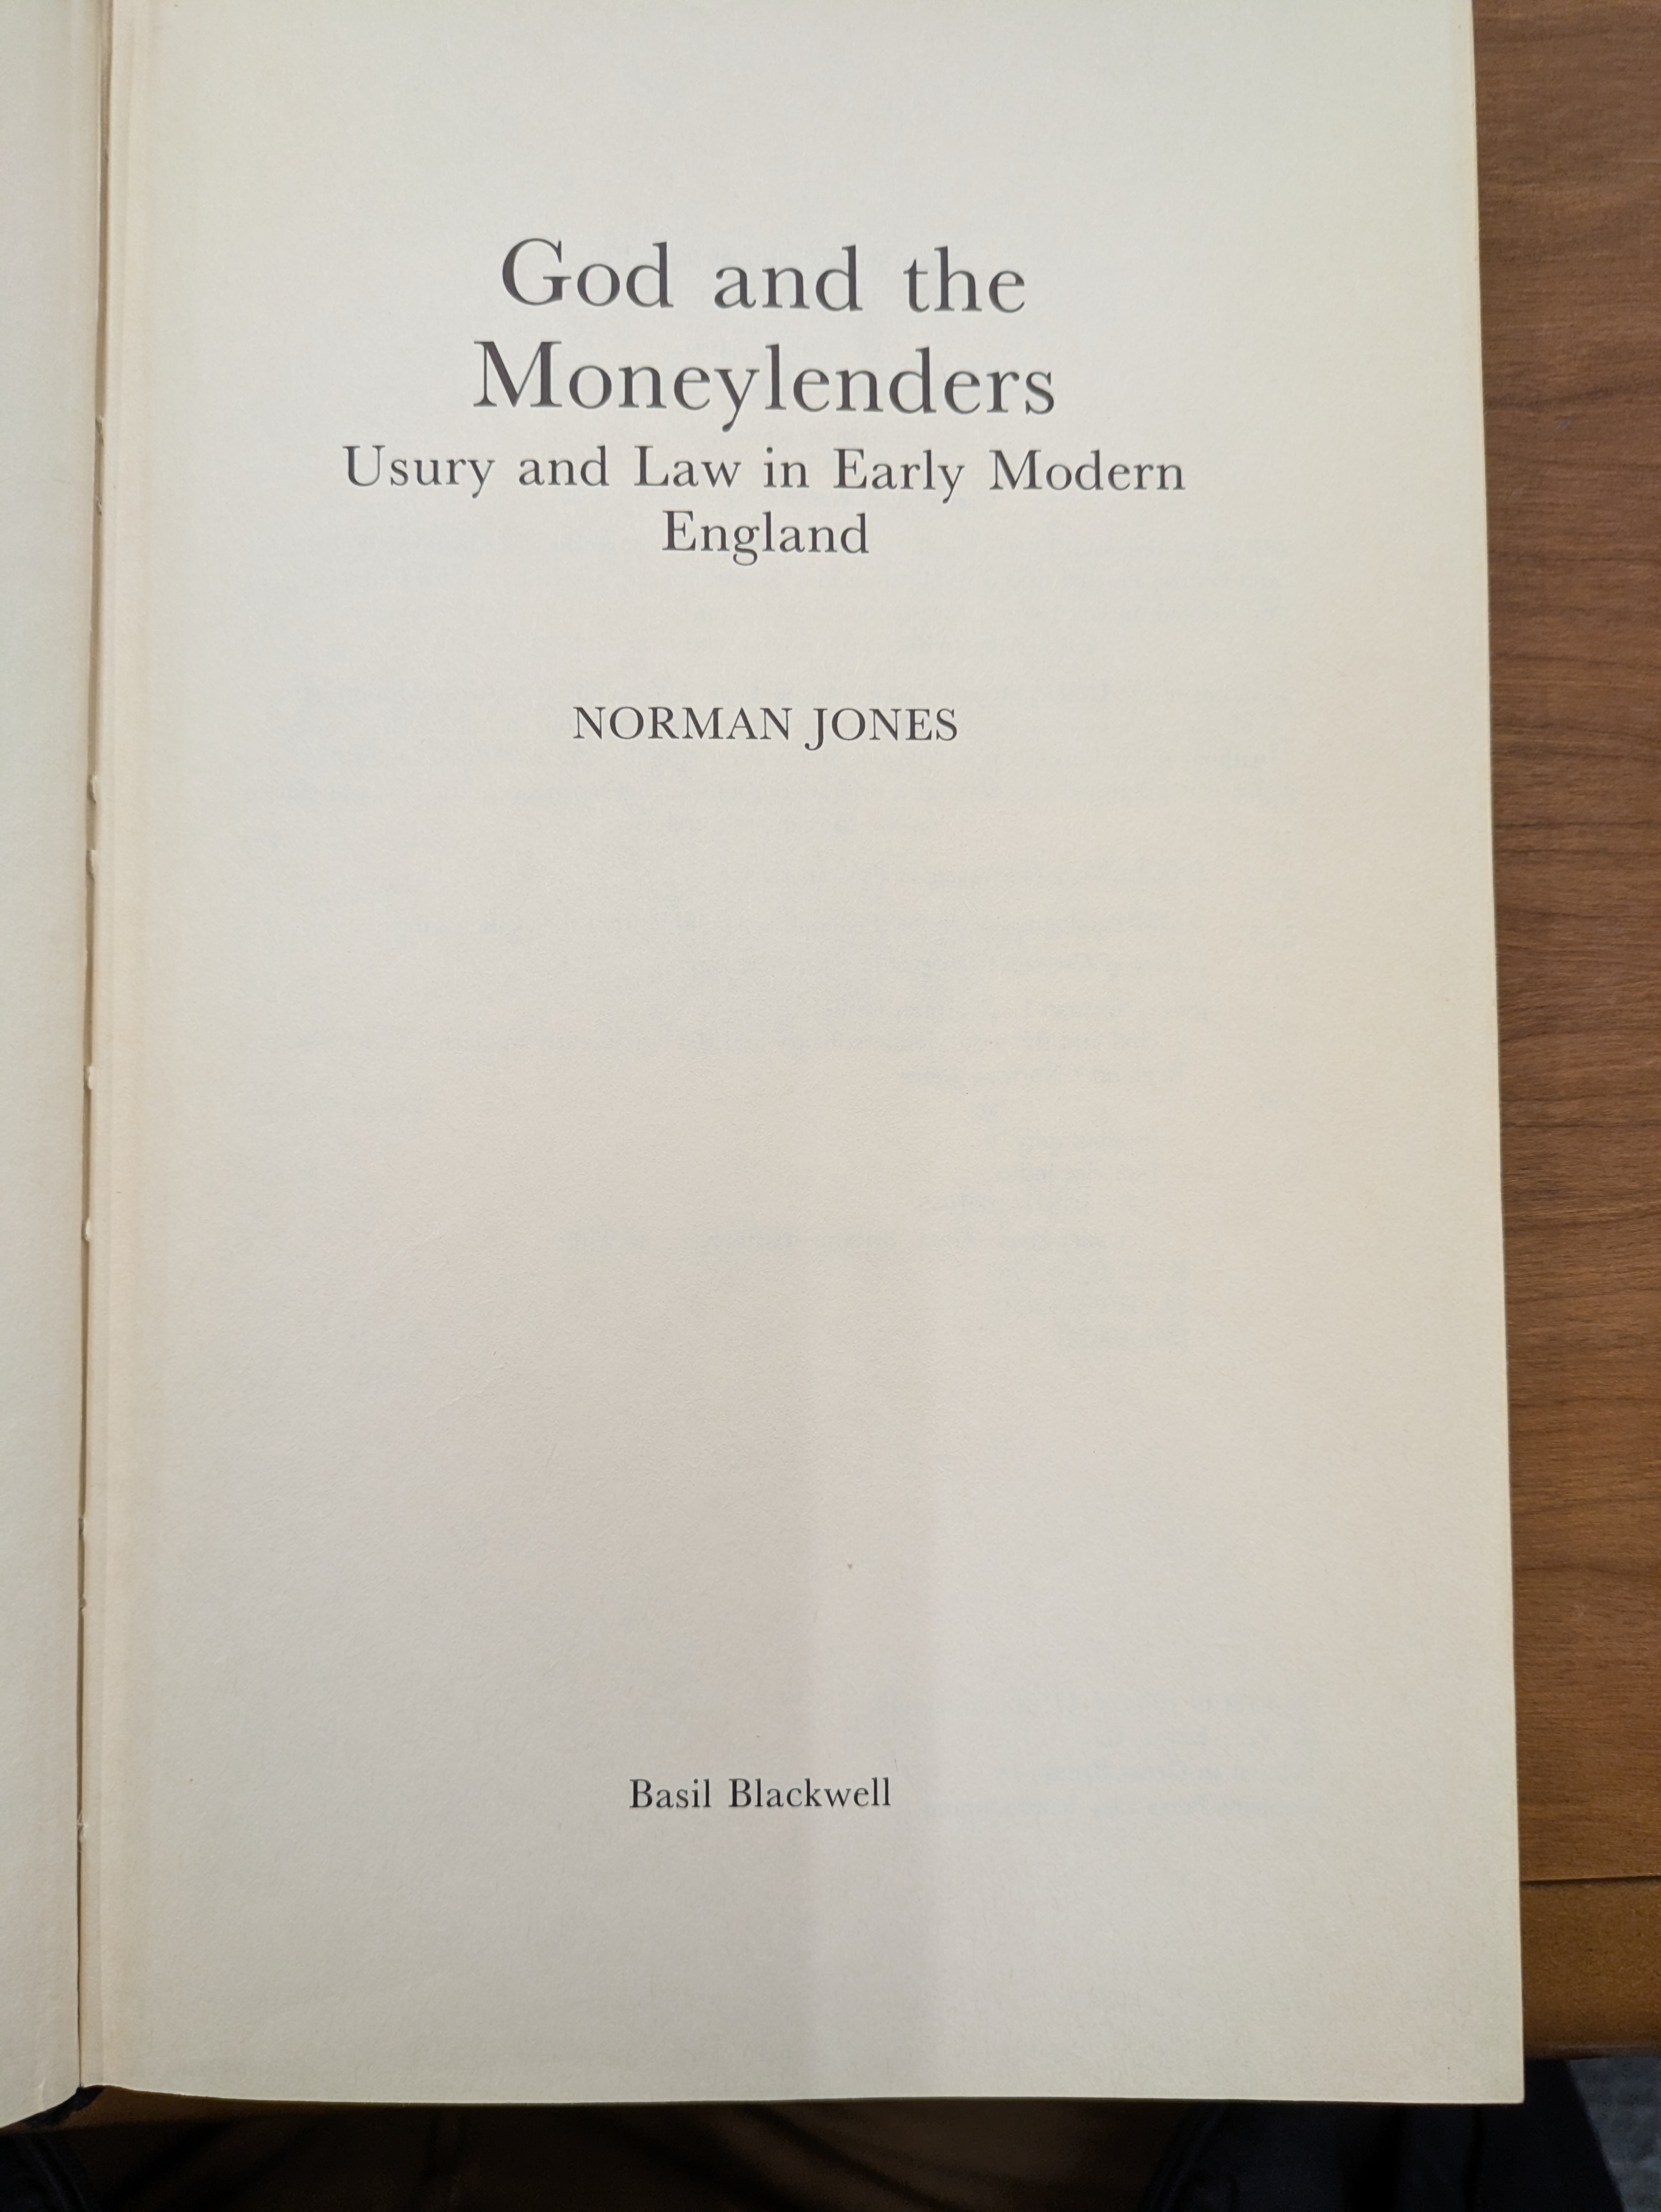 God and the
Moneylenders
Usury and Law in Early Modern
England
NORMAN JONES
Basil Blackwell